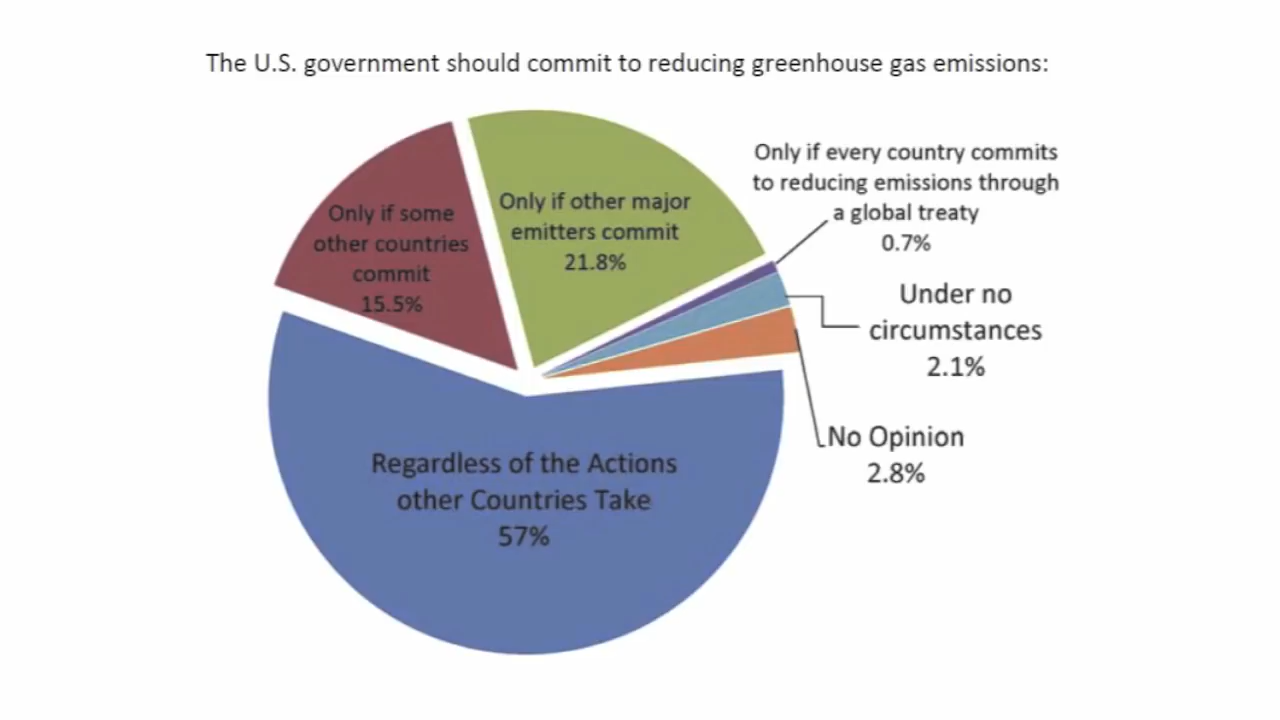 The U.S. government should commit to reducing greenhouse gas emissions:
Only if some
other countries
commit
15.5%
Only if other major
emitters commit
21.8%
Only if every country commits
to reducing emissions through
a global treaty
0.7%
Under no
circumstances
2.1%
No Opinion
2.8%
Regardless of the Actions
other Countries Take
57%